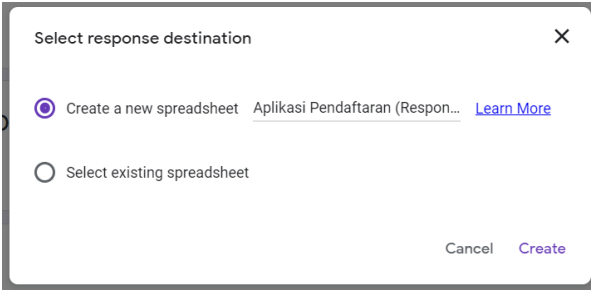 Select response destination
Create a new spreadsheet Aplikasi Pendaftaran (Respon... Learn More
Select existing spreadsheet
Cancel Create